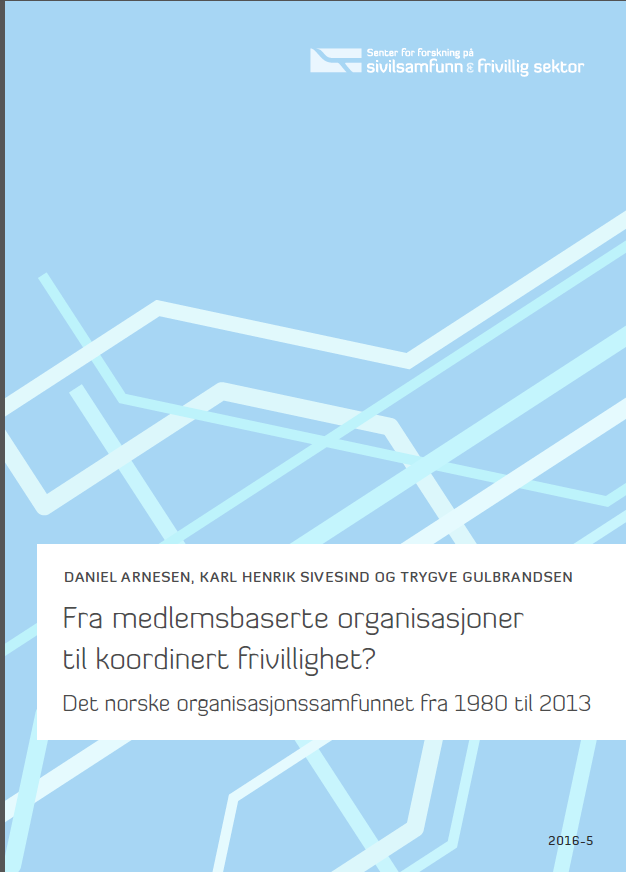 Senter for forskning på
sivilsamfunn & frivillig sektor
DANIEL ARNESEN, KARL HENRIK SIVESIND OG TRYGVE GULBRANDSEN
Fra medlemsbaserte organisasjoner
til koordinert frivillighet?
Det norske organisasjonssamfunnet fra 1980 til 2013
2016-5